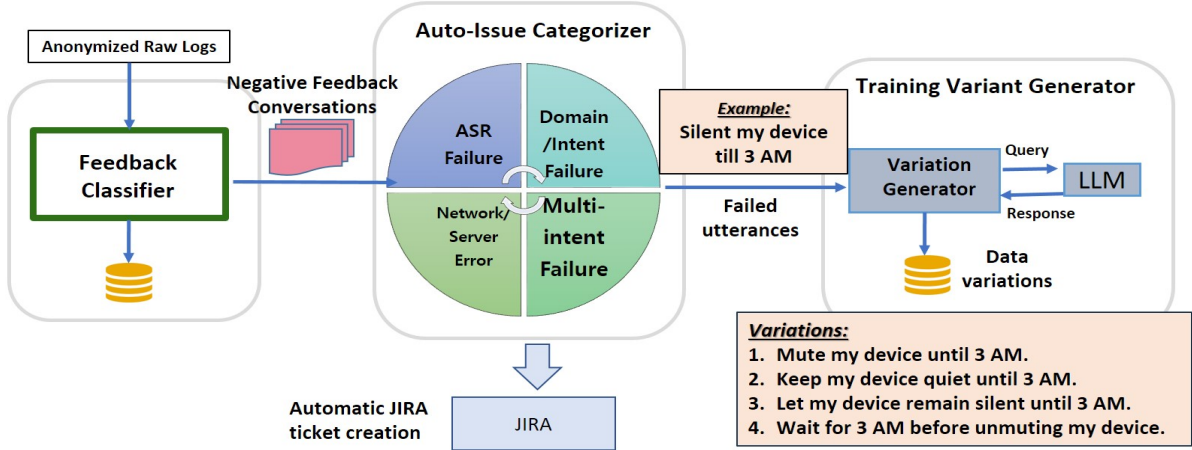 Anonymized Raw Logs
Feedback
Classifier
Negative Feedback
Conversations
Auto-Issue Categorizer
ASR
Failure
Domain
/Intent
Failure
Network/
Server
Error
Multi-
intent
Failure
Automatic JIRA
ticket creation
JIRA
Example:
Silent my device
till 3 AM
Failed
utterances
Training Variant Generator
Variation
Generator
Query
LLM
Response
Data
variations
Variations:
1. Mute my device until 3 AM.
2. Keep my device quiet until 3 AM.
3. Let my device remain silent until 3 AM.
4. Wait for 3 AM before unmuting my device.